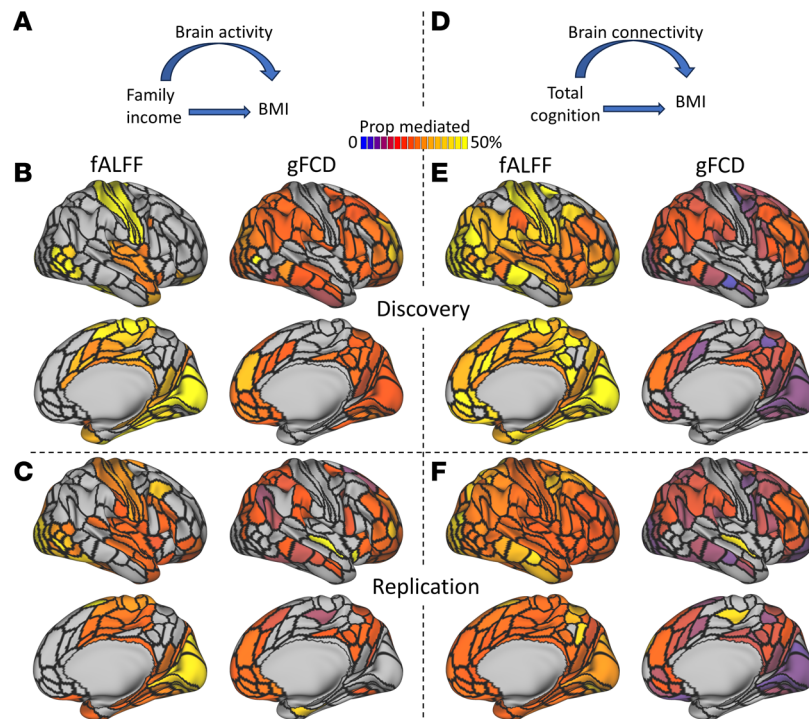 A
Brain activity
Family
income
BMI
D
Brain connectivity
Total
cognition
BMI
Prop mediated
0
50%
B
fALFF
gFCD
E
fALFF
gFCD
Discovery
C
F
Replication